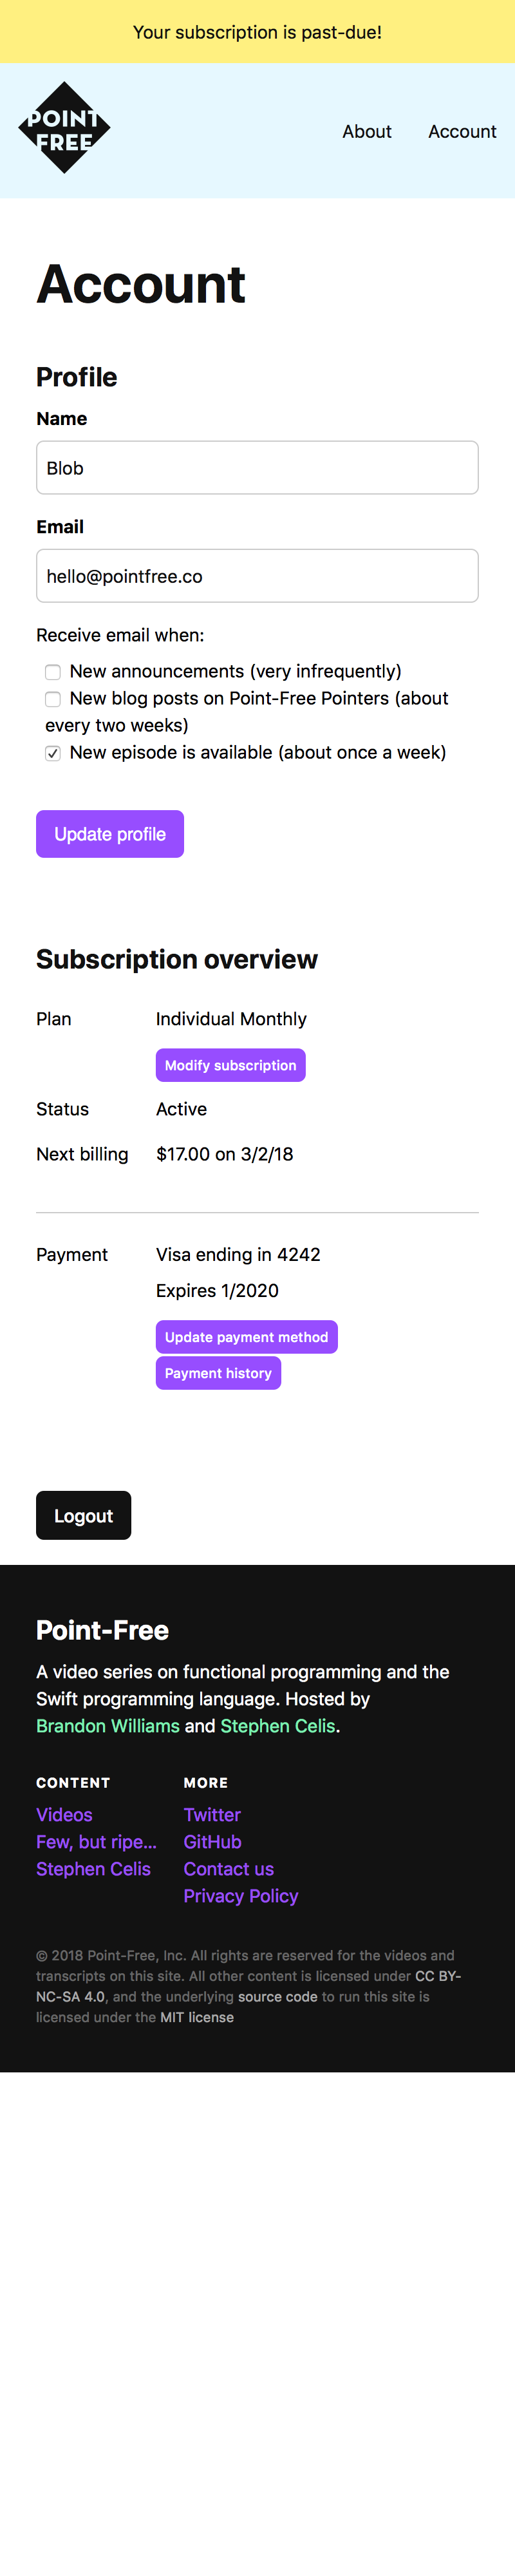 Your subscription is past-due!
POINT
FREE
About Account
Account
Profile
Name
Blob
Email
hello@pointfree.co
Receive email when:
New announcements (very infrequently)
New blog posts on Point-Free Pointers (about
every two weeks)
New episode is available (about once a week)
Update profile
Subscription overview
Plan Individual Monthly
Modify subscription
Status Active
Next billing $17.00 on 3/2/18
Payment Visa ending in 4242
Expires 1/2020
Update payment method
Payment history
Logout
Point-Free
A video series on functional programming and the
Swift programming language. Hosted by
Brandon Williams and Stephen Celis.
CONTENT
Videos
Few, but ripe...
Stephen Celis
MORE
Twitter
GitHub
Contact us
Privacy Policy
© 2018 Point-Free, Inc. All rights are reserved for the videos and
transcripts on this site. All other content is licensed under CC BY-
NC-SA 4.0, and the underlying source code to run this site is
licensed under the MIT license